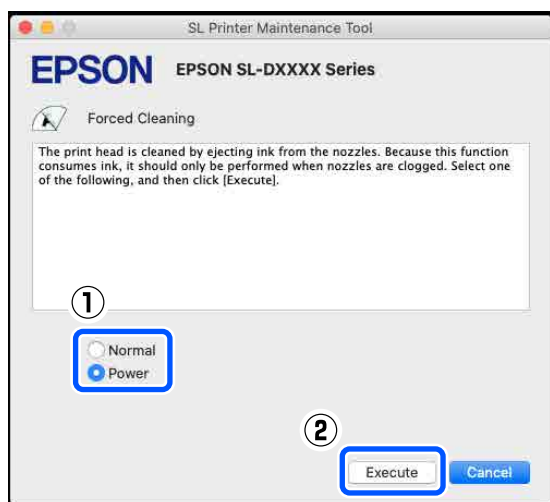 SL Printer Maintenance Tool
EPSON EPSON SL-DXXXX Series
Forced Cleaning
The print head is cleaned by ejecting ink from the nozzles. Because this function
consumes ink, it should only be performed when nozzles are clogged. Select one
of the following, and then click [Execute].
①
Normal
Power
②
Execute Cancel